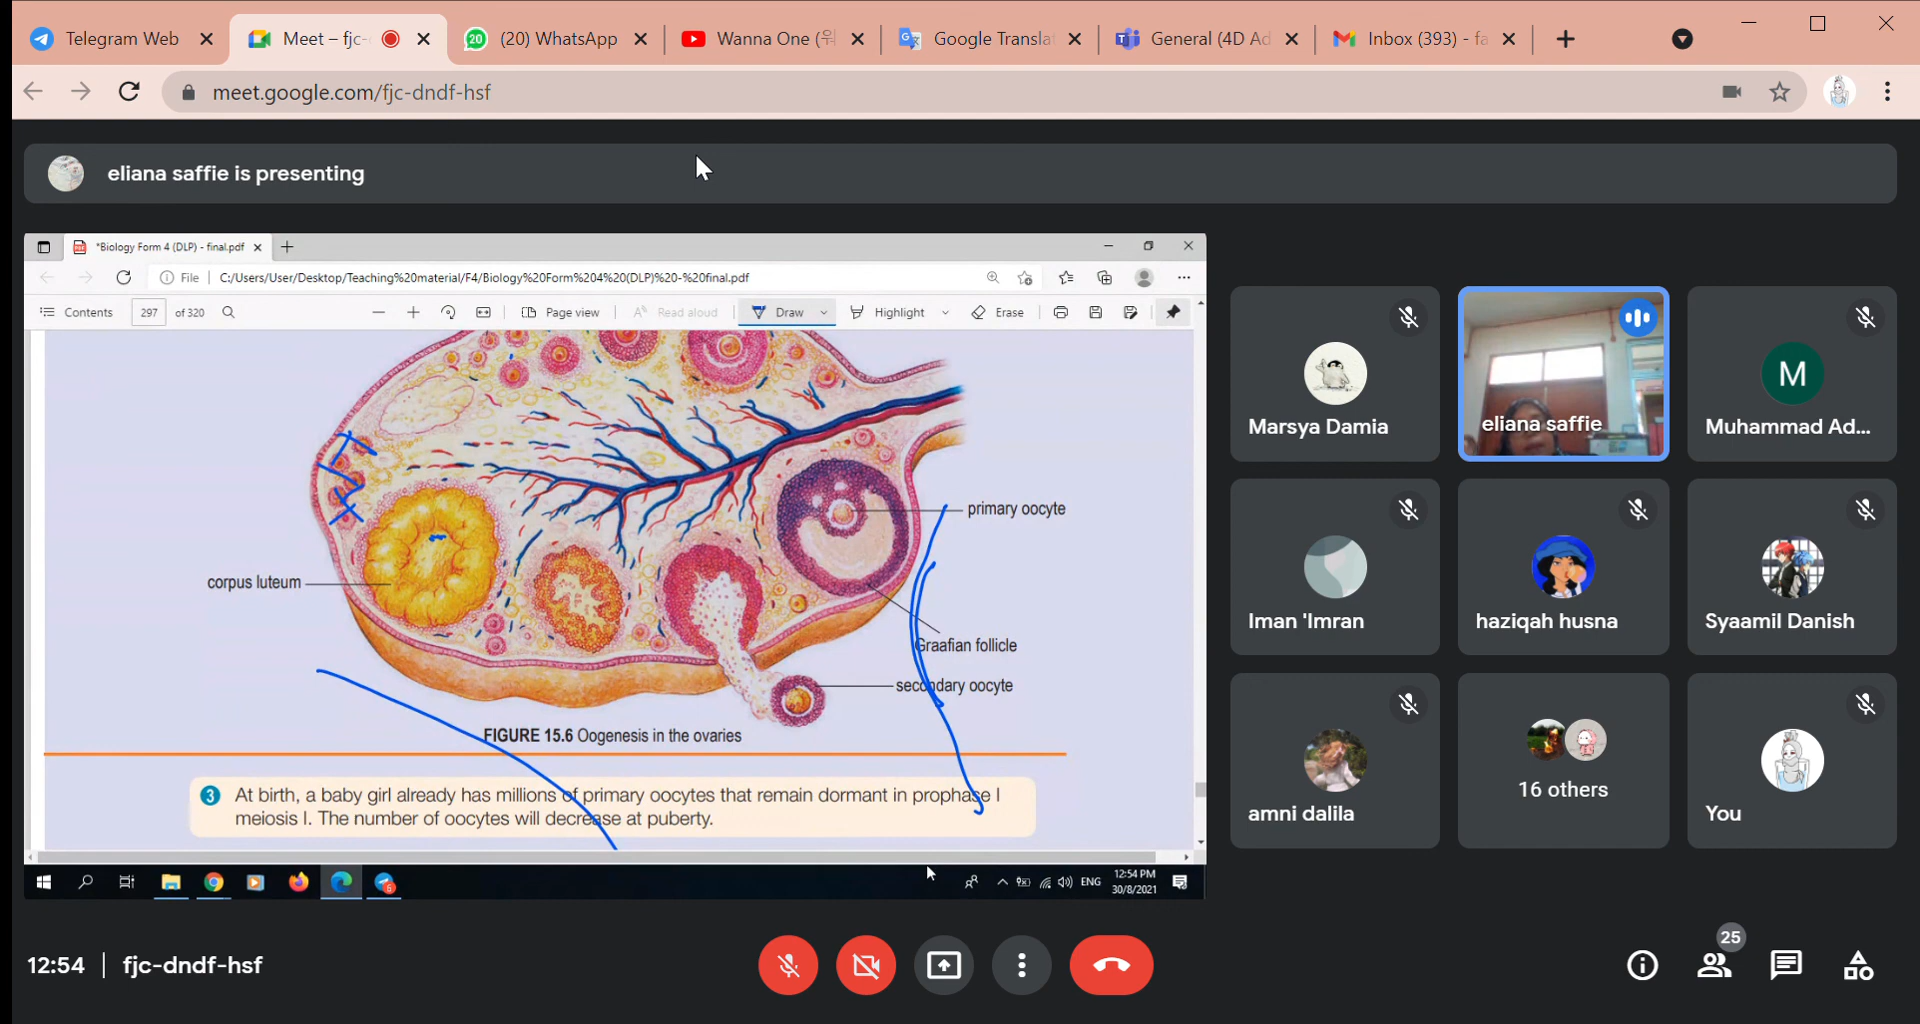 Telegram Web
Meet – fjc-
(20) WhatsApp
Wanna One (워
Google Translat
General (4D Ad
Inbox (393) - fa
meet.google.com/fjc-dndf-hsf
eliana saffie is presenting
*Biology Form 4 (DLP) - final.pdf
File | C:/Users/User/Desktop/Teaching%20material/F4/Biology%20Form%204%20(DLP)%20-%20final.pdf
Contents 297 of 320 Page view Read aloud Draw Highlight Erase
primary oocyte
corpus luteum
Graafian follicle
secondary oocyte
FIGURE 15.6 Oogenesis in the ovaries
3 At birth, a baby girl already has millions of primary oocytes that remain dormant in prophase I
meiosis I. The number of oocytes will decrease at puberty.
ENG
12:54 PM
30/8/2021
Marsya Damia
eliana saffie
M
Muhammad Ad...
Iman 'Imran
haziqah husna
Syaamil Danish
amni dalila
16 others
You
12:54 | fjc-dndf-hsf
25